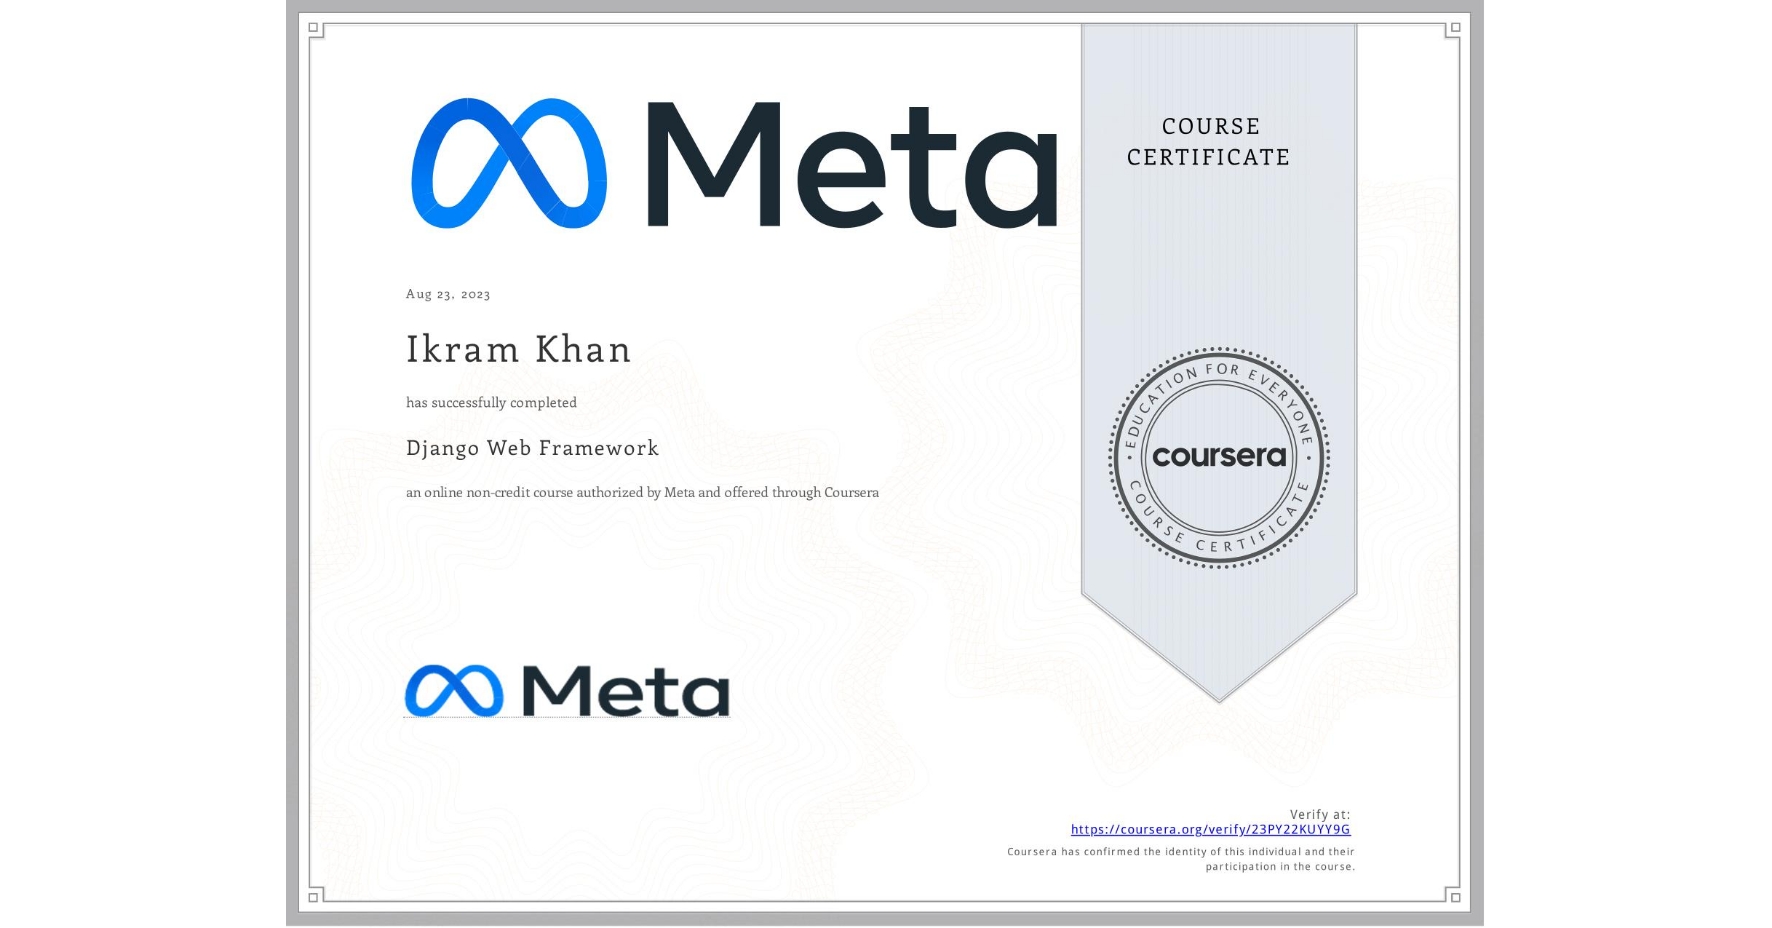 Meta
COURSE
CERTIFICATE
Aug 23, 2023
Ikram Khan
has successfully completed
Django Web Framework
an online non-credit course authorized by Meta and offered through Coursera
EDUCATION FOR EVERYONE
coursera
COURSE CERTIFICATE
Meta
Verify at:
https://coursera.org/verify/23PY22KUYY9G
Coursera has confirmed the identity of this individual and their
participation in the course.